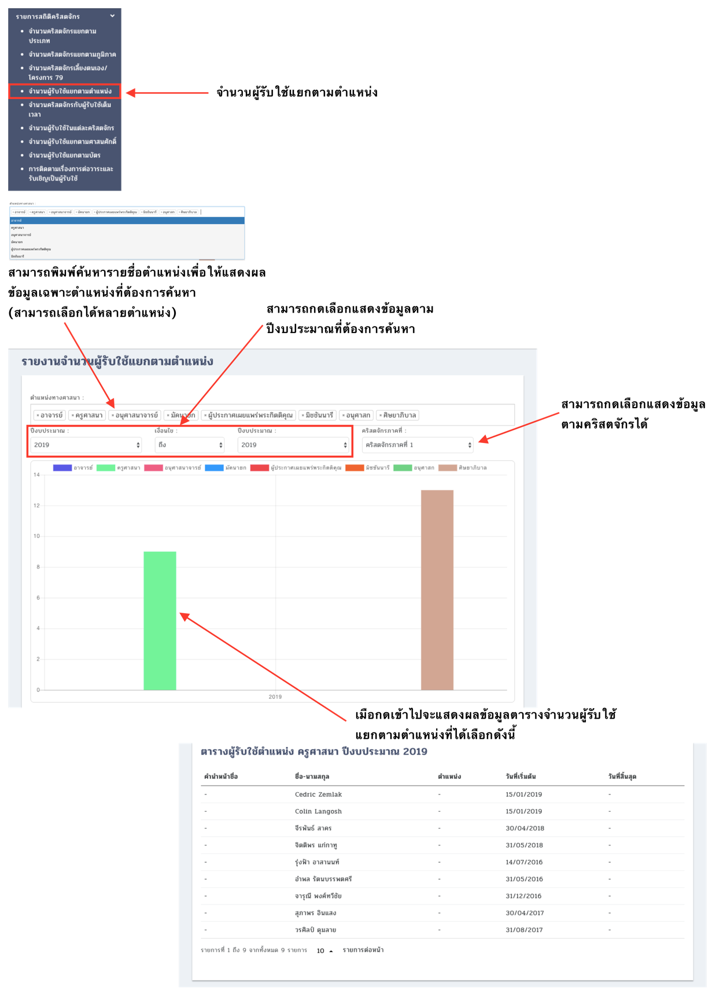 รายการสถิติคริสตจักร
จำนวนคริสตจักรแยกตาม
ประเภท
จำนวนคริสตจักรแยกตามภูมิภาค
จำนวนคริสตจักรเลี้ยงตนเอง/
โครงการ 79
จำนวนผู้รับใช้แยกตามตำแหน่ง
จำนวนผู้รับใช้แยกตามตำแหน่ง
จำนวนคริสตจักรกับผู้รับใช้เต็ม
เวลา
จำนวนผู้รับใช้ในแต่ละคริสตจักร
จำนวนผู้รับใช้แยกตามศาสนศักดิ์
จำนวนผู้รับใช้แยกตามบัตร
การติดตามเรื่องการต่อวาระและ
รับเชิญเป็นผู้รับใช้
ตำแหน่งทางศาสนา :
× อาจารย์ × ครูศาสนา × อนุศาสนาจารย์ × มัคนายก × ผู้ประกาศเผยแพร่พระกิตติคุณ × มิชชันนารี × อนุศาสก × ศิษยาภิบาล
อาจารย์
ครูศาสนา
อนุศาสนาจารย์
มัคนายก
ผู้ประกาศเผยแพร่พระกิตติคุณ
มิชชันนารี
สามารถพิมพ์ค้นหารายชื่อตำแหน่งเพื่อให้แสดงผล
ข้อมูลเฉพาะตำแหน่งที่ต้องการค้นหา
(สามารถเลือกได้หลายตำแหน่ง)
สามารถกดเลือกแสดงข้อมูลตาม
ปีงบประมาณที่ต้องการค้นหา
รายงานจำนวนผู้รับใช้แยกตามตำแหน่ง
ตำแหน่งทางศาสนา :
× อาจารย์ × ครูศาสนา × อนุศาสนาจารย์ × มัคนายก × ผู้ประกาศเผยแพร่พระกิตติคุณ × มิชชันนารี × อนุศาสก × ศิษยาภิบาล
สามารถกดเลือกแสดงข้อมูล
ตามคริสตจักรได้
ปีงบประมาณ : เงื่อนไข : ปีงบประมาณ : คริสตจักรภาคที่ :
2019 ถึง 2019 คริสตจักรภาคที่ 1
อาจารย์ ครูศาสนา อนุศาสนาจารย์ มัคนายก ผู้ประกาศเผยแพร่พระกิตติคุณ มิชชันนารี อนุศาสก ศิษยาภิบาล
14
12
10
8
6
4
2
0
2019
เมือกดเข้าไปจะแสดงผลข้อมูลตารางจำนวนผู้รับใช้
แยกตามตำแหน่งที่ได้เลือกดังนี้
ตารางผู้รับใช้ตำแหน่ง ครูศาสนา ปีงบประมาณ 2019
คำนำหน้าชื่อ ชื่อ-นามสกุล ตำแหน่ง วันที่เริ่มต้น วันที่สิ้นสุด
- Cedric Zemlak - 15/01/2019 -
- Colin Langosh - 15/01/2019 -
- จีรพันธ์ สาคร - 30/04/2018 -
- จิตติพร แก่กาทู - 31/05/2018 -
- รุ่งฟ้า อาสานนท์ - 14/07/2016 -
- อำพล รัตนบรรพตศรี - 31/05/2016 -
- จารุณี พงศ์ทวีชัย - 31/12/2016 -
- สุภาพร อินแสง - 30/04/2017 -
- วรศิลป์ ดุมลาย - 31/08/2017 -
รายการที่ 1 ถึง 9 จากทั้งหมด 9 รายการ 10 รายการต่อหน้า